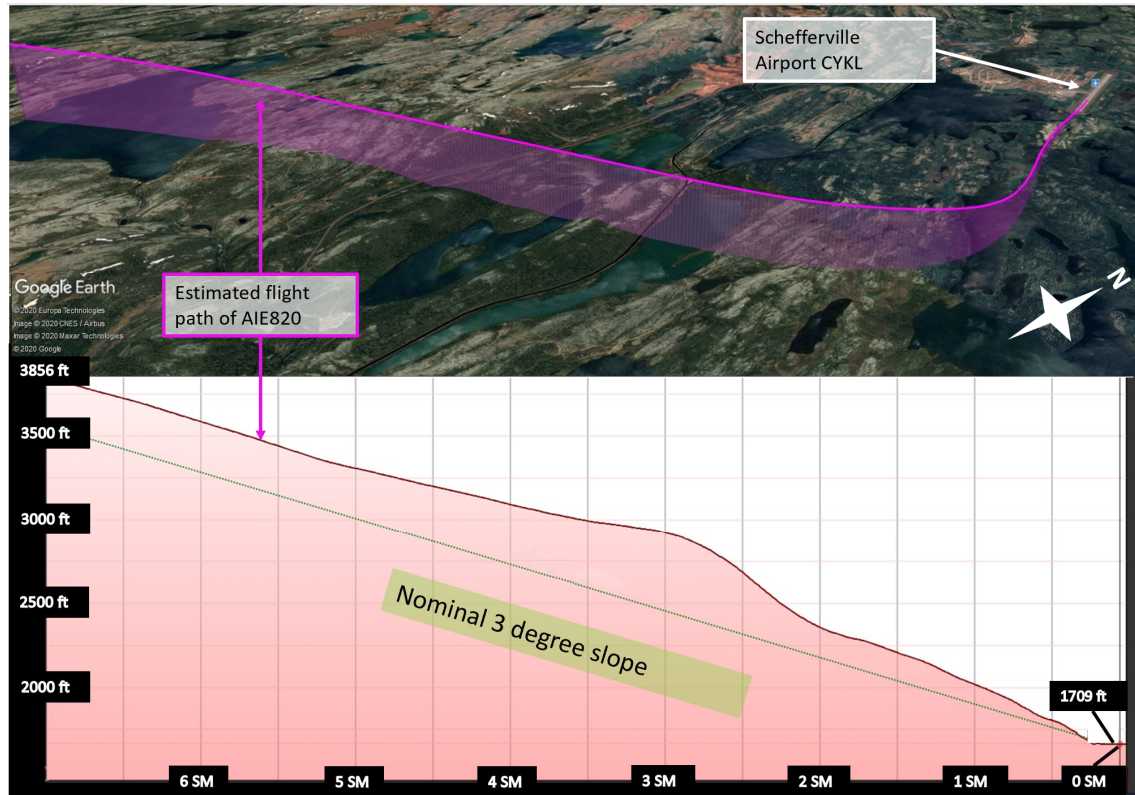 Schefferville
Airport CYKL
N
Google Earth
© 2020 Europa Technologies
Image © 2020 CNES / Airbus
Image © 2020 Maxar Technologies
© 2020 Google
Estimated flight
path of AIE820
3856 ft
3500 ft
3000 ft
2500 ft
2000 ft
Nominal 3 degree slope
1709 ft
6 SM
5 SM
4 SM
3 SM
2 SM
1 SM
0 SM